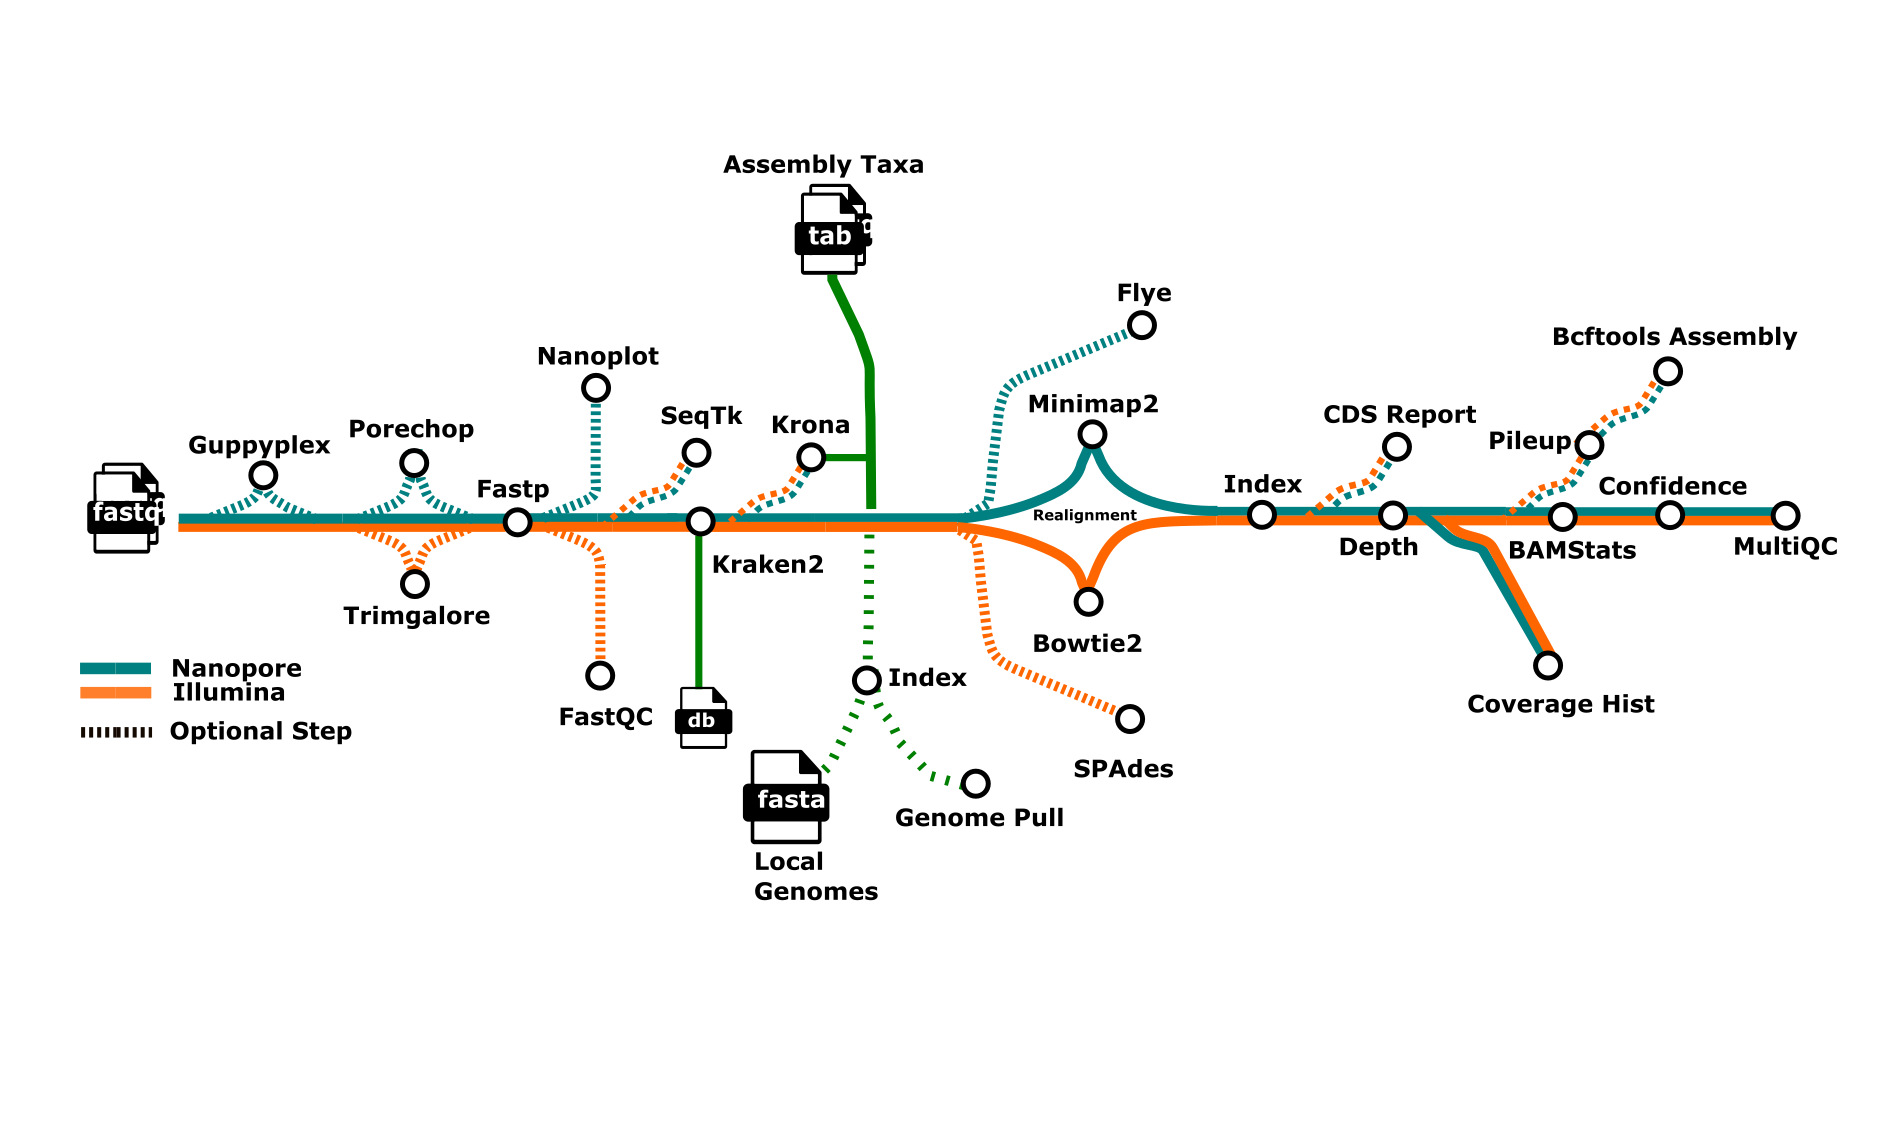 Assembly Taxa
tab
Flye
Bcftools Assembly
Nanoplot
Minimap2
SeqTk
Krona
CDS Report
Porechop
Guppyplex
Pileup
Fastp
Index
Confidence
fastq
Realignment
Kraken2
Depth
BAMStats
MultiQC
Trimgalore
Bowtie2
Nanopore
Illumina
Index
Coverage Hist
FastQC
db
Optional Step
SPAdes
fasta
Genome Pull
Local
Genomes